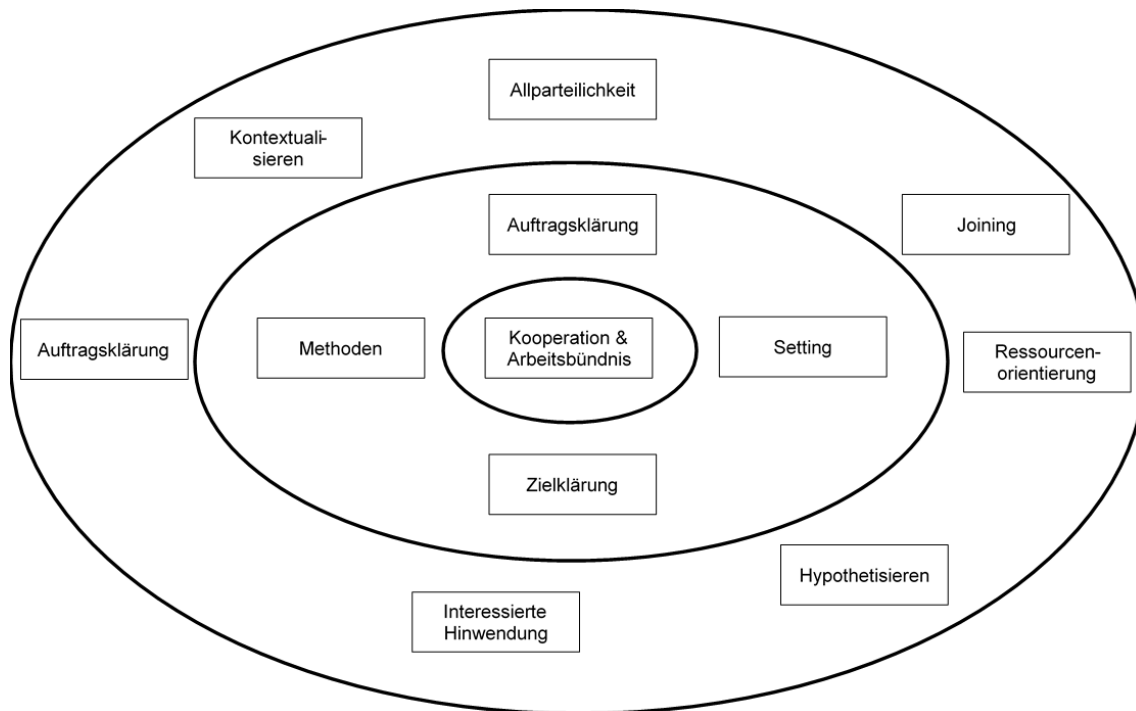 Allparteilichkeit
Kontextuali-
sieren
Auftragsklärung
Joining
Auftragsklärung
Methoden
Kooperation &
Arbeitsbündnis
Setting
Ressourcen-
orientierung
Zielklärung
Hypothetisieren
Interessierte
Hinwendung